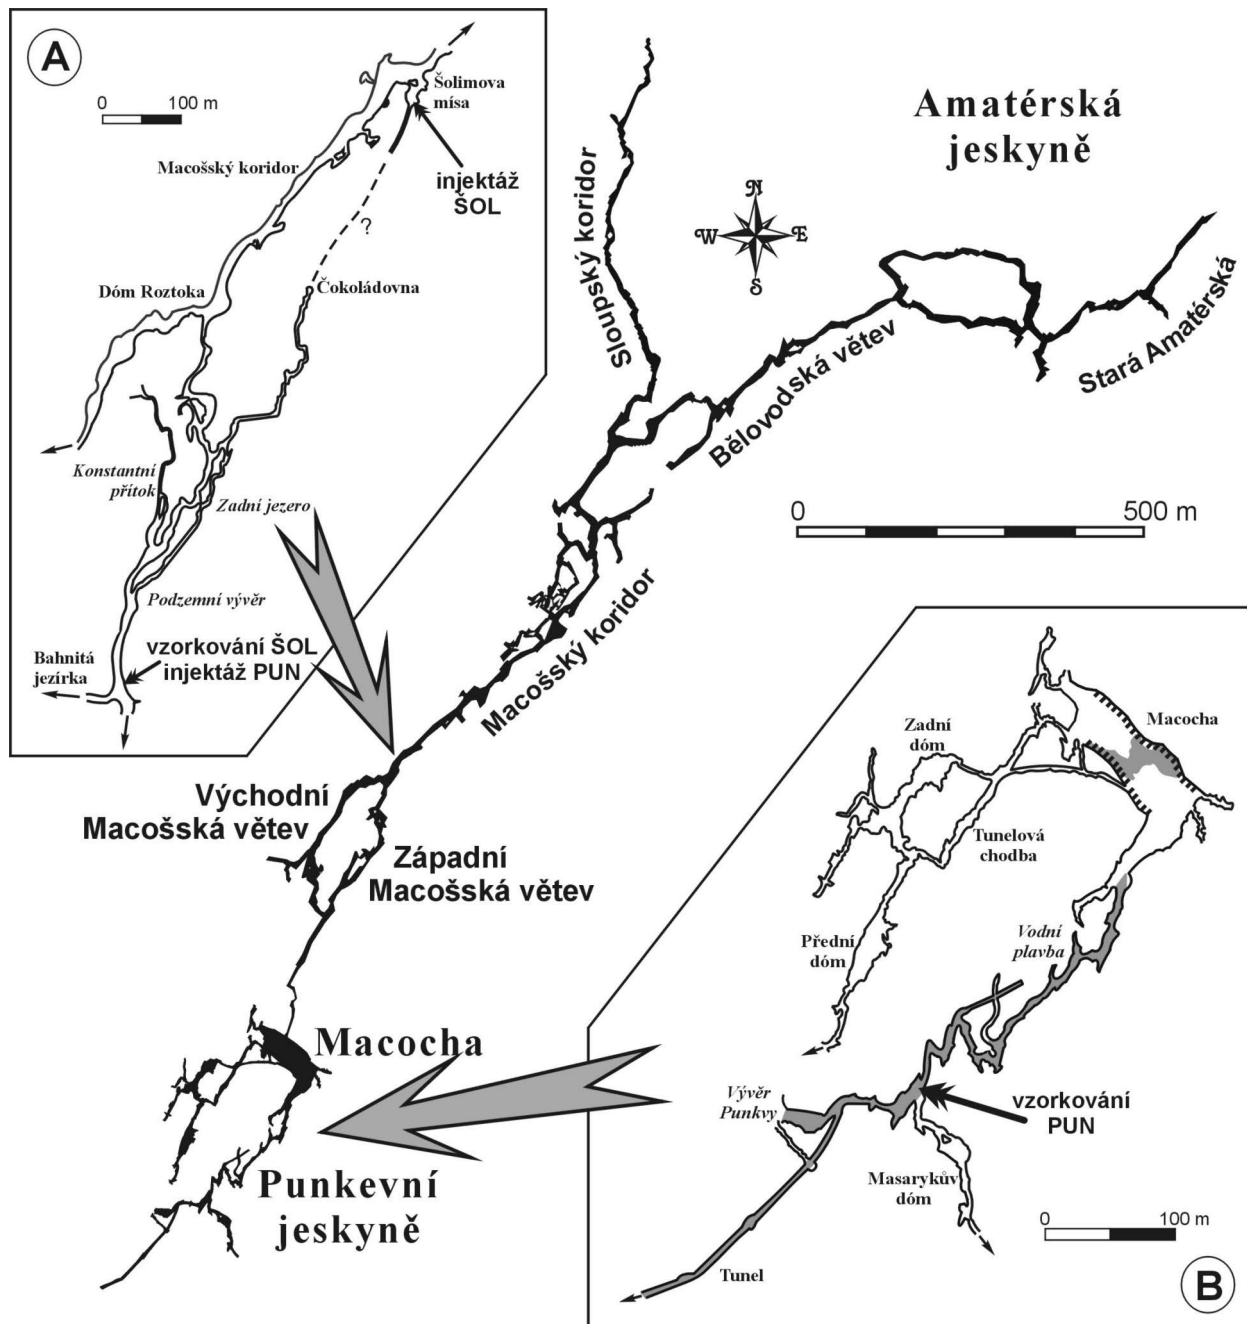 A
0 100 m
Šolimova
mísa
Macošský koridor
injektáž
ŠOL
?
Dóm Roztoka
Čokoládovna
Konstantní
přítok
Zadní jezero
Podzemní vývěr
vzorkování ŠOL
injektáž PUN
Bahnitá
jezírka
Amatérská
jeskyně
N
W E
S
Sloupský koridor
Bělovodská větev
Stará Amatérská
0 500 m
Macošský koridor
Východní
Macošská větev
Západní
Macošská větev
Macocha
Punkevní
jeskyně
Macocha
Zadní
dóm
Tunelová
chodba
Přední
dóm
Vodní
plavba
Vývěr
Punkvy
vzorkování
PUN
Masarykův
dóm
0 100 m
Tunel
B